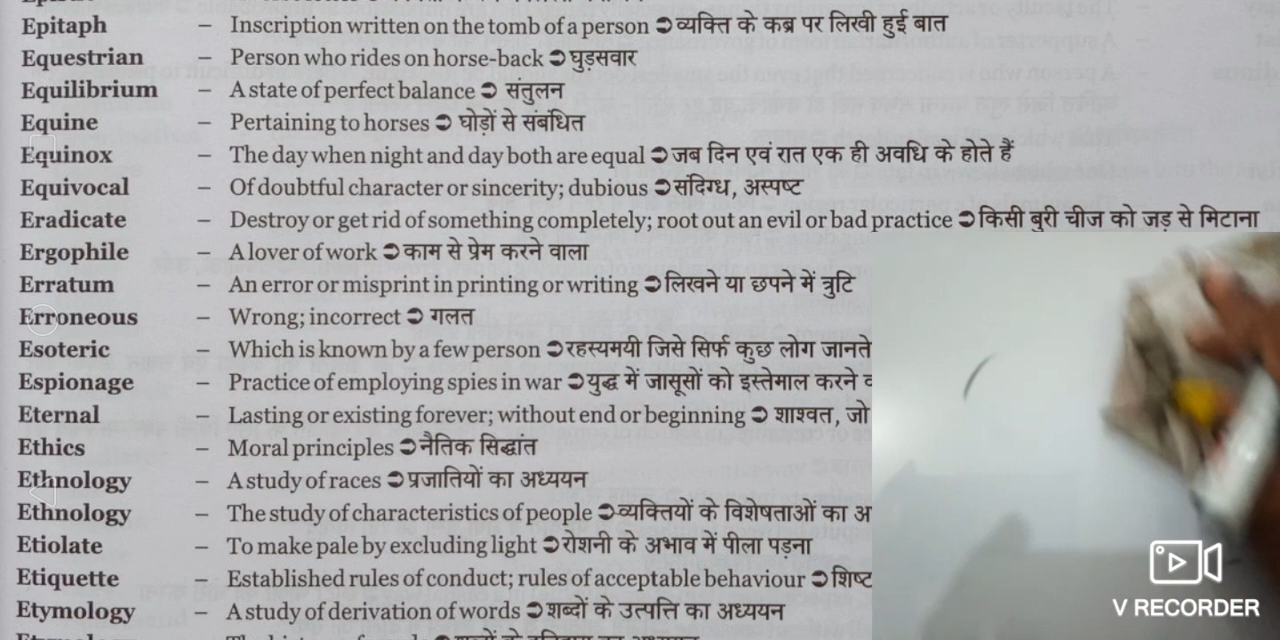 Epitaph – Inscription written on the tomb of a person ➲ व्यक्ति के कब्र पर लिखी हुई बात
Equestrian – Person who rides on horse-back ➲ घुड़सवार
Equilibrium – A state of perfect balance ➲ सतुलन
Equine – Pertaining to horses ➲ घोड़ों से संबंधित
Equinox – The day when night and day both are equal ➲ जब दिन एवं रात एक ही अवधि के होते हैं
Equivocal – Of doubtful character or sincerity; dubious ➲ संदिग्ध, अस्पष्ट
Eradicate – Destroy or get rid of something completely; root out an evil or bad practice ➲ किसी बुरी चीज को जड़ से मिटाना
Ergophile – A lover of work ➲ काम से प्रेम करने वाला
Erratum – An error or misprint in printing or writing ➲ लिखने या छपने में त्रुटि
Erroneous – Wrong; incorrect ➲ गलत
Esoteric – Which is known by a few person ➲ रहस्यमयी जिसे सिर्फ कुछ लोग जानते
Espionage – Practice of employing spies in war ➲ युद्ध में जासूसों को इस्तेमाल करने
Eternal – Lasting or existing forever; without end or beginning ➲ शाश्वत, जो
Ethics – Moral principles ➲ नैतिक सिद्धांत
Ethnology – A study of races ➲ प्रजातियों का अध्ययन
Ethnology – The study of characteristics of people ➲ व्यक्तियों के विशेषताओं का
Etiolate – To make pale by excluding light ➲ रोशनी के अभाव में पीला पड़ना
Etiquette – Established rules of conduct; rules of acceptable behaviour ➲
Etymology – A study of derivation of words ➲ शब्दों के उत्पत्ति का अध्ययन
V RECORDER